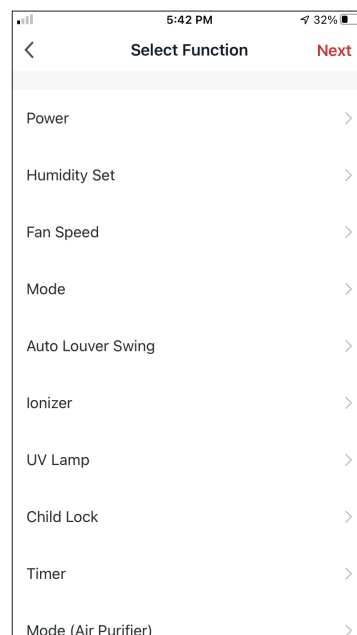 5:42 PM 32%
Select Function Next
Power
Humidity Set
Fan Speed
Mode
Auto Louver Swing
Ionizer
UV Lamp
Child Lock
Timer
Mode (Air Purifier)